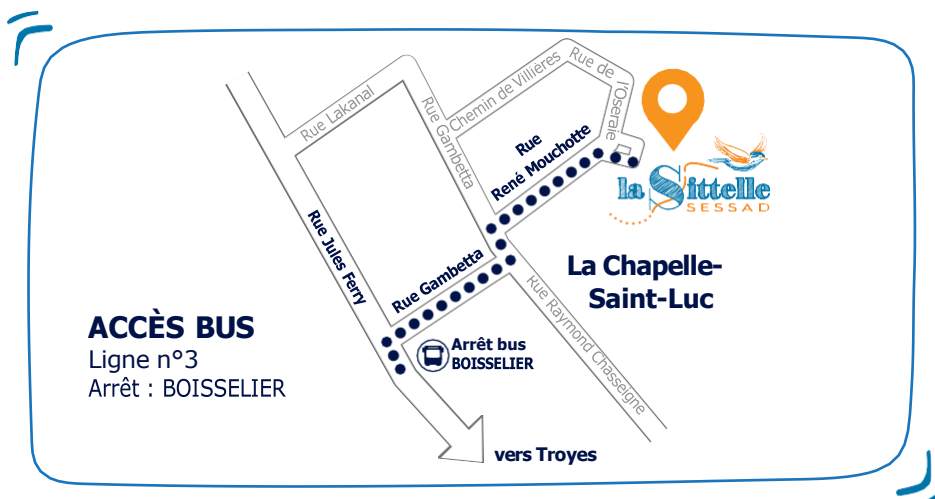 Rue Lakanal
Rue Gambetta
Chemin de Villières
Rue de
l'Oseraie
Rue
René Mouchotte
la Sittelle
SESSAD
Rue Jules Ferry
Rue Gambetta
La Chapelle-
Saint-Luc
Rue Raymond Chasseigne
ACCÈS BUS
Ligne n°3
Arrêt : BOISSELIER
Arrêt bus
BOISSELIER
vers Troyes